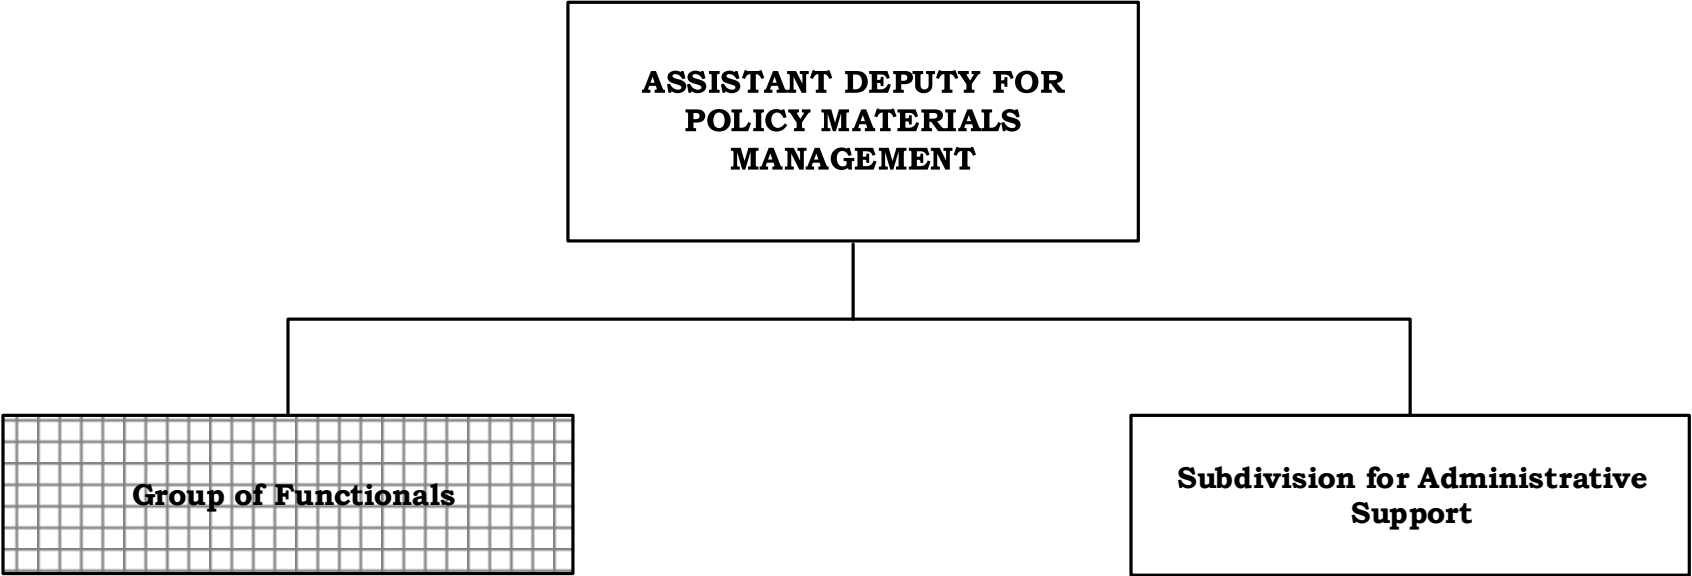 ASSISTANT DEPUTY FOR
POLICY MATERIALS
MANAGEMENT
Group of Functionals
Subdivision for Administrative
Support